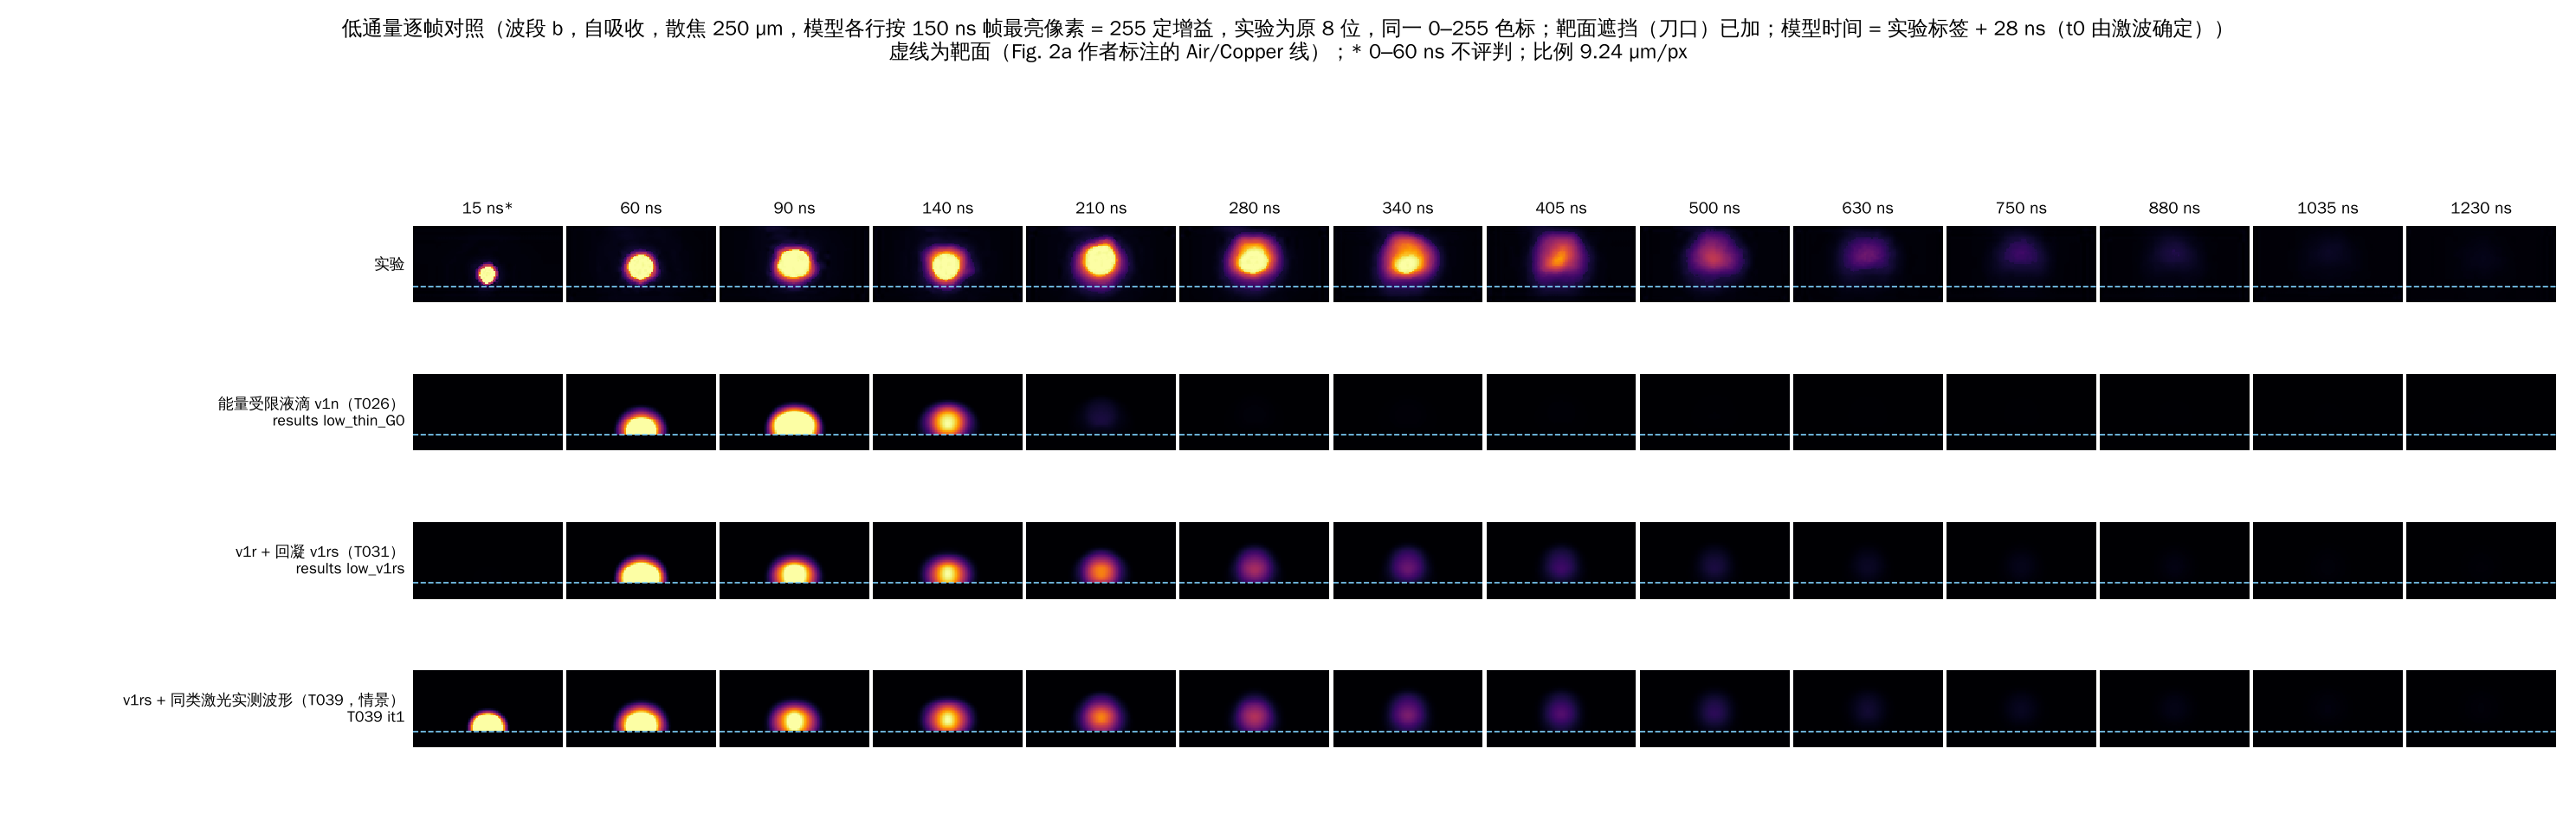 低通量逐帧对照（波段 b，自吸收，散焦 250 µm，模型各行按 150 ns 帧最亮像素 = 255 定增益，实验为原 8 位，同一 0–255 色标；靶面遮挡（刀口）已加；模型时间 = 实验标签 + 28 ns（t0 由激波确定））
虚线为靶面（Fig. 2a 作者标注的 Air/Copper 线）；* 0–60 ns 不评判；比例 9.24 µm/px
15 ns* 60 ns 90 ns 140 ns 210 ns 280 ns 340 ns 405 ns 500 ns 630 ns 750 ns 880 ns 1035 ns 1230 ns
实验
能量受限液滴 v1n（T026）
results low_thin_G0
v1r + 回凝 v1rs（T031）
results low_v1rs
v1rs + 同类激光实测波形（T039，情景）
T039 it1